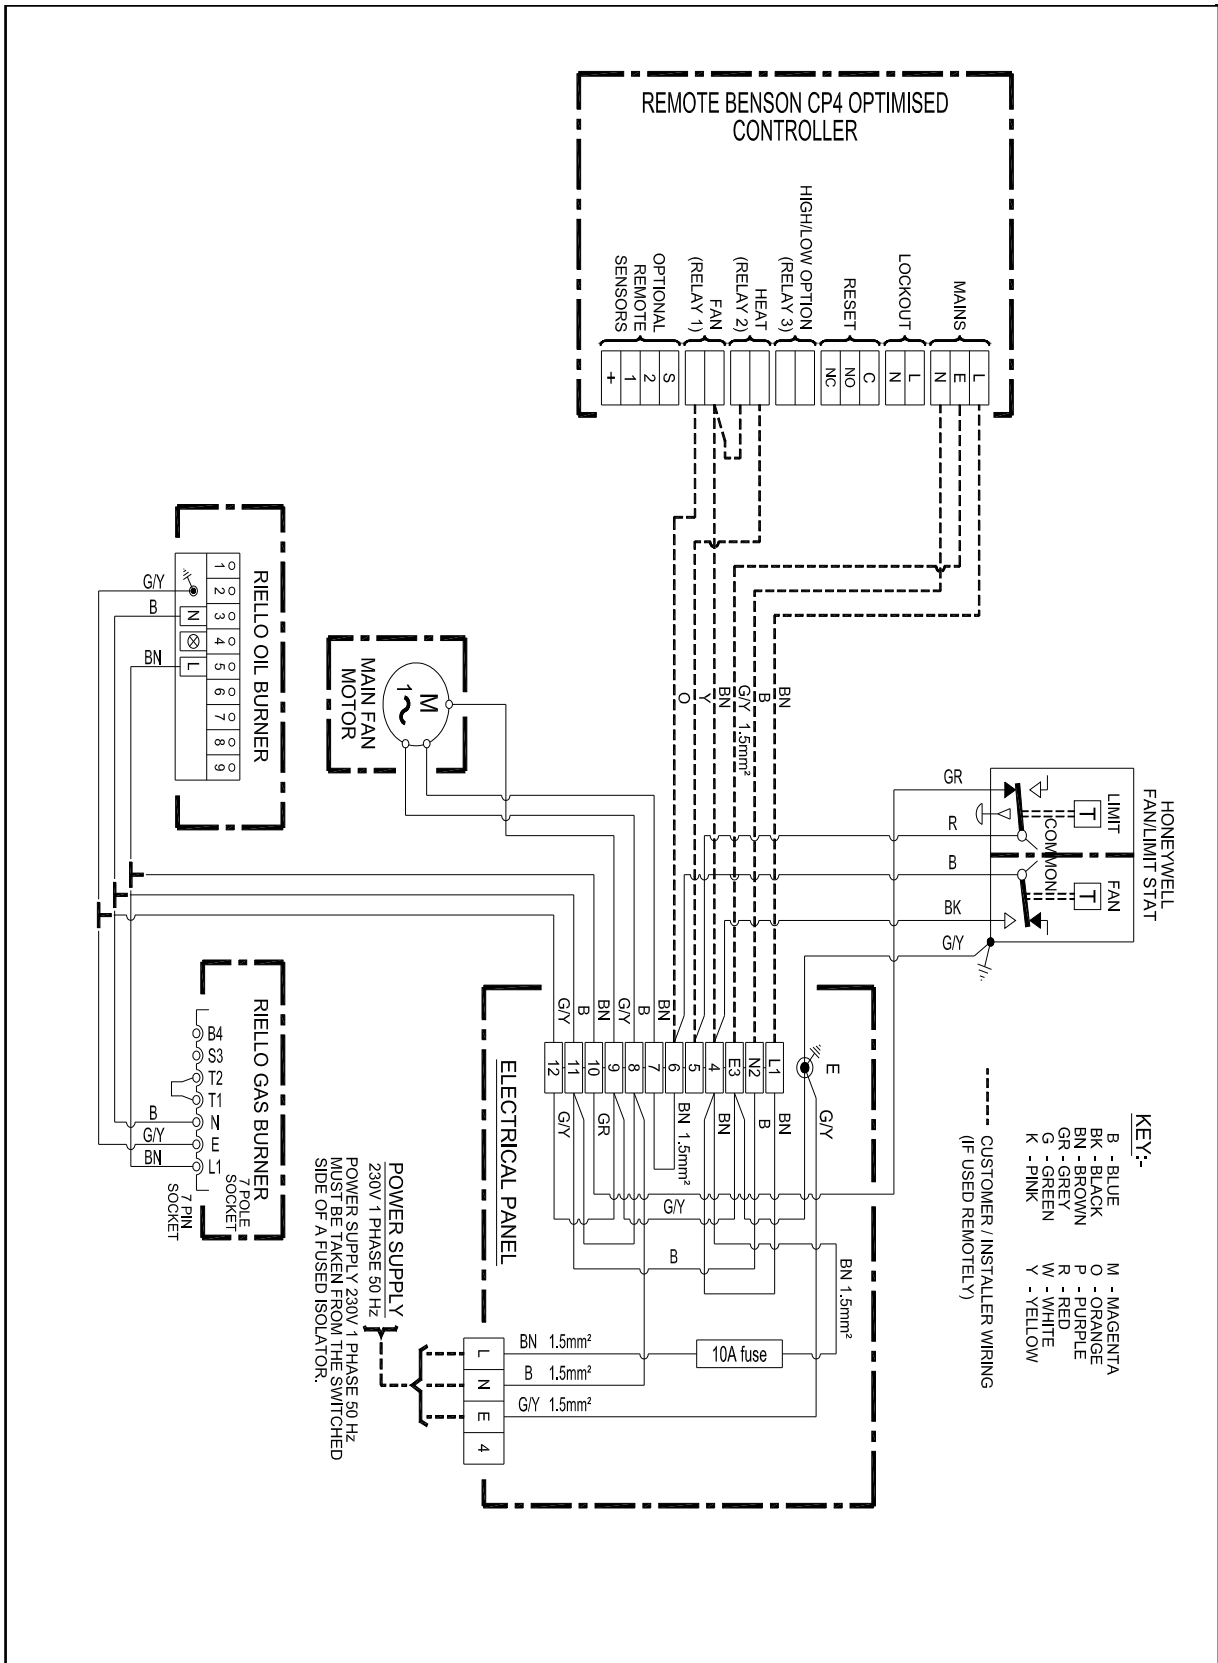 REMOTE BENSON CP4 OPTIMISED
CONTROLLER
MAINS
LOCKOUT
RESET
HIGH/LOW OPTION
(RELAY 3)
HEAT
(RELAY 2)
FAN
(RELAY 1)
OPTIONAL
REMOTE
SENSORS
L
E
N
L
N
C
NO
NC
S
2
1
+
BN
B
G/Y 1.5mm²
BN
Y
O
HONEYWELL
FAN/LIMIT STAT
LIMIT
T
COMMON
FAN
T
GR
R
B
BK
G/Y
MAIN FAN
MOTOR
M
1~
RIELLO OIL BURNER
1
2
3
4
5
6
7
8
9
N
L
G/Y
B
BN
RIELLO GAS BURNER
7 POLE
SOCKET
7 PIN
SOCKET
B4
S3
T2
T1
N
E
L1
B
G/Y
BN
ELECTRICAL PANEL
E
L1
N2
E3
4
5
6
7
8
9
10
11
12
BN
B
G/Y
BN
B
G/Y
G/Y
BN
B
BN
BN 1.5mm²
GR
G/Y
G/Y
B
BN 1.5mm²
10A fuse
BN 1.5mm²
B 1.5mm²
G/Y 1.5mm²
L
N
E
4
POWER SUPPLY
230V 1 PHASE 50 Hz
POWER SUPPLY 230V 1 PHASE 50 Hz
MUST BE TAKEN FROM THE SWITCHED
SIDE OF A FUSED ISOLATOR.
KEY:-
B - BLUE
BK - BLACK
BN - BROWN
GR - GREY
G - GREEN
K - PINK
M - MAGENTA
O - ORANGE
P - PURPLE
R - RED
W - WHITE
Y - YELLOW
CUSTOMER / INSTALLER WIRING
(IF USED REMOTELY)